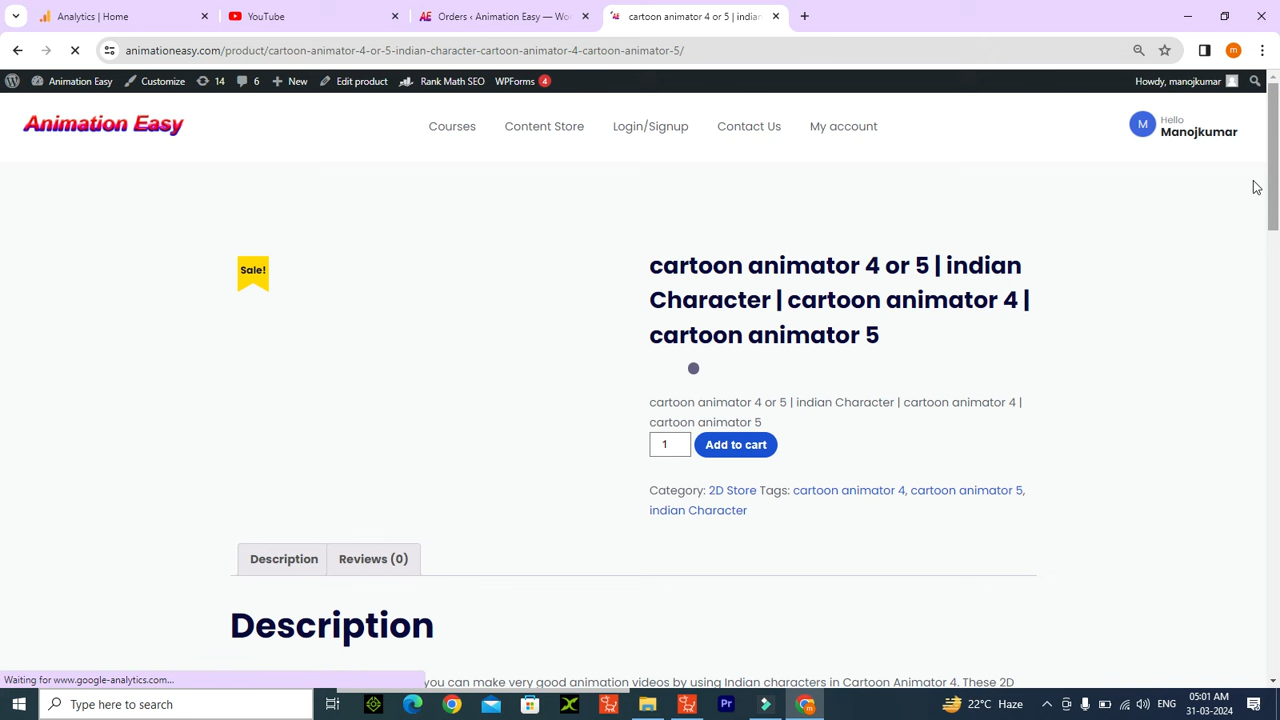 Analytics | Home
YouTube
Orders ‹ Animation Easy — Wo
cartoon animator 4 or 5 | indian
animationeasy.com/product/cartoon-animator-4-or-5-indian-character-cartoon-animator-4-cartoon-animator-5/
m
Animation Easy
Customize
14
6
New
Edit product
Rank Math SEO
WPForms 4
Howdy, manojkumar
Animation Easy
Courses
Content Store
Login/Signup
Contact Us
My account
M
Hello
Manojkumar
Sale!
cartoon animator 4 or 5 | indian
Character | cartoon animator 4 |
cartoon animator 5
cartoon animator 4 or 5 | indian Character | cartoon animator 4 |
cartoon animator 5
1
Add to cart
Category: 2D Store Tags: cartoon animator 4, cartoon animator 5,
indian Character
Description
Reviews (0)
Description
you can make very good animation videos by using Indian characters in Cartoon Animator 4. These 2D
Waiting for www.google-analytics.com...
Type here to search
Pr
22°C Haze
ENG
05:01 AM
31-03-2024